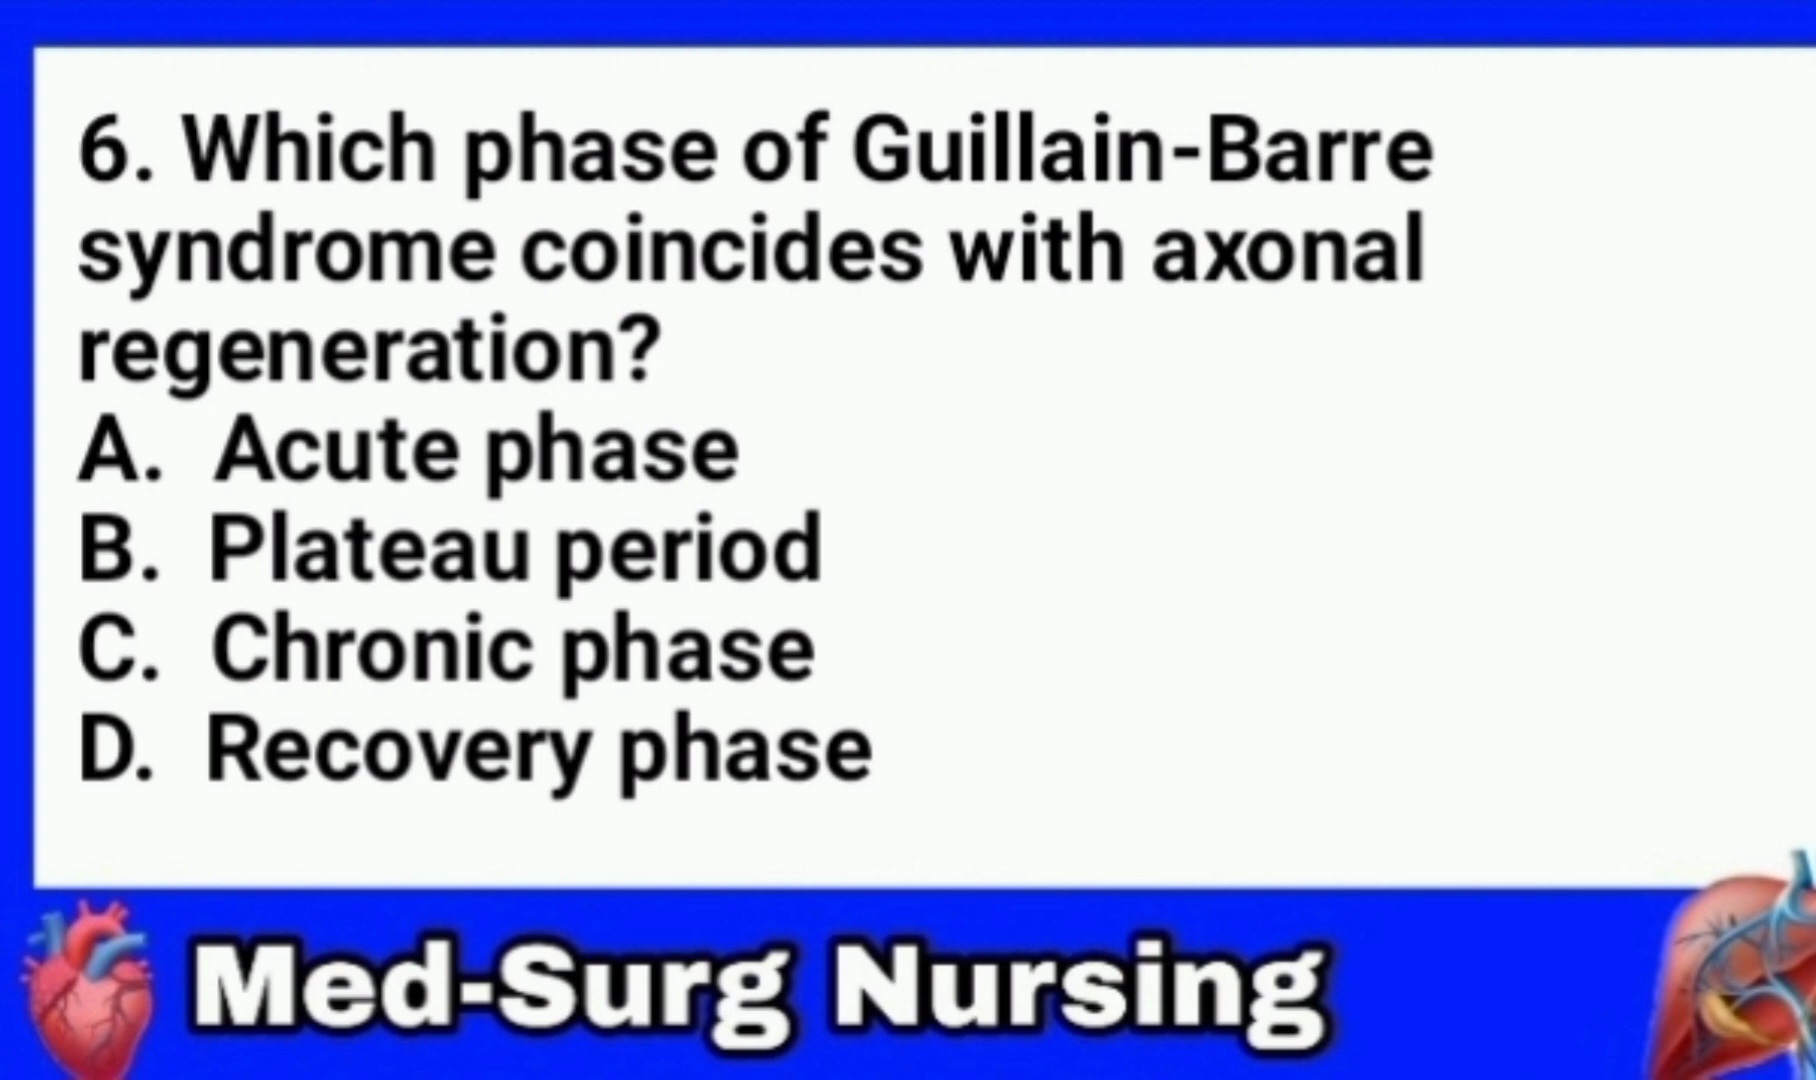 6. Which phase of Guillain-Barre
syndrome coincides with axonal
regeneration?
A. Acute phase
B. Plateau period
C. Chronic phase
D. Recovery phase
Med-Surg Nursing